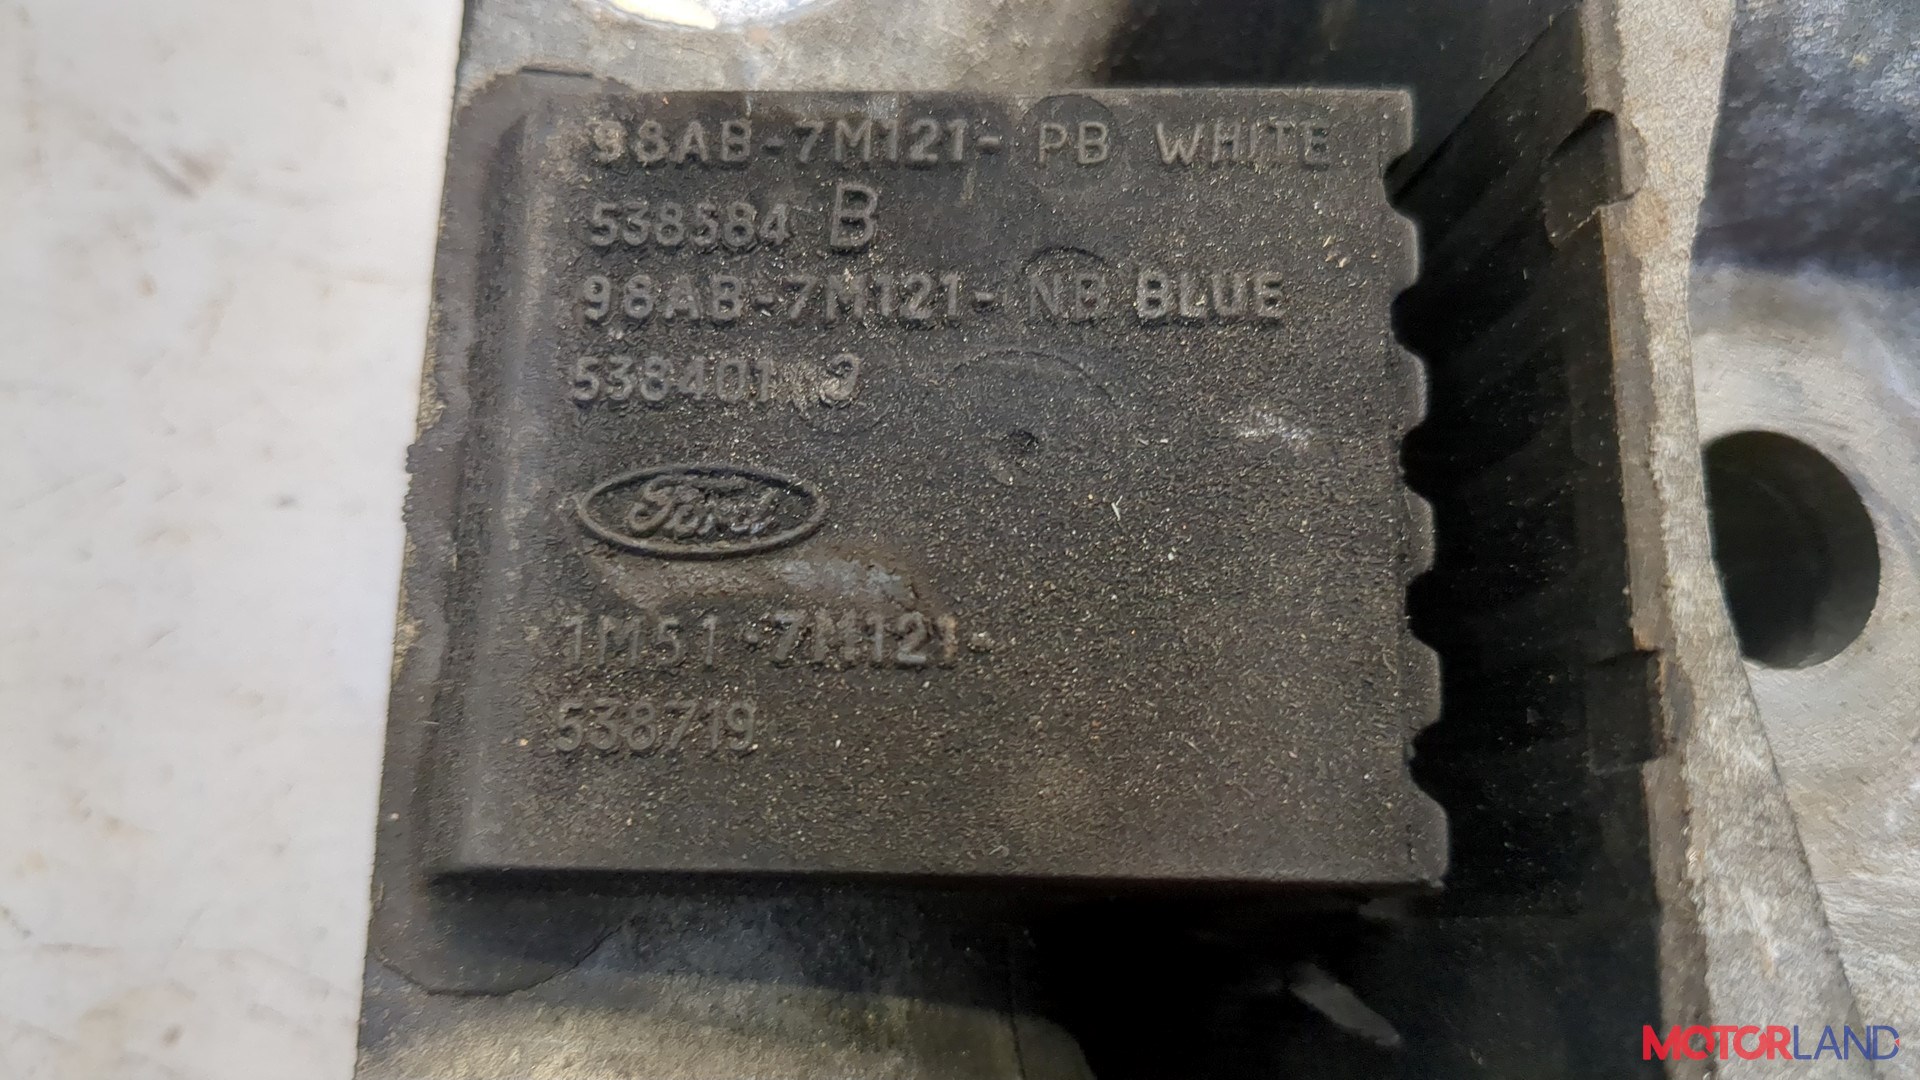 98AB-7M121- PB WHITE
538584 B
98AB-7M121- NB BLUE
538401
Ford
1M51-7M121-
538719
MOTORLAND